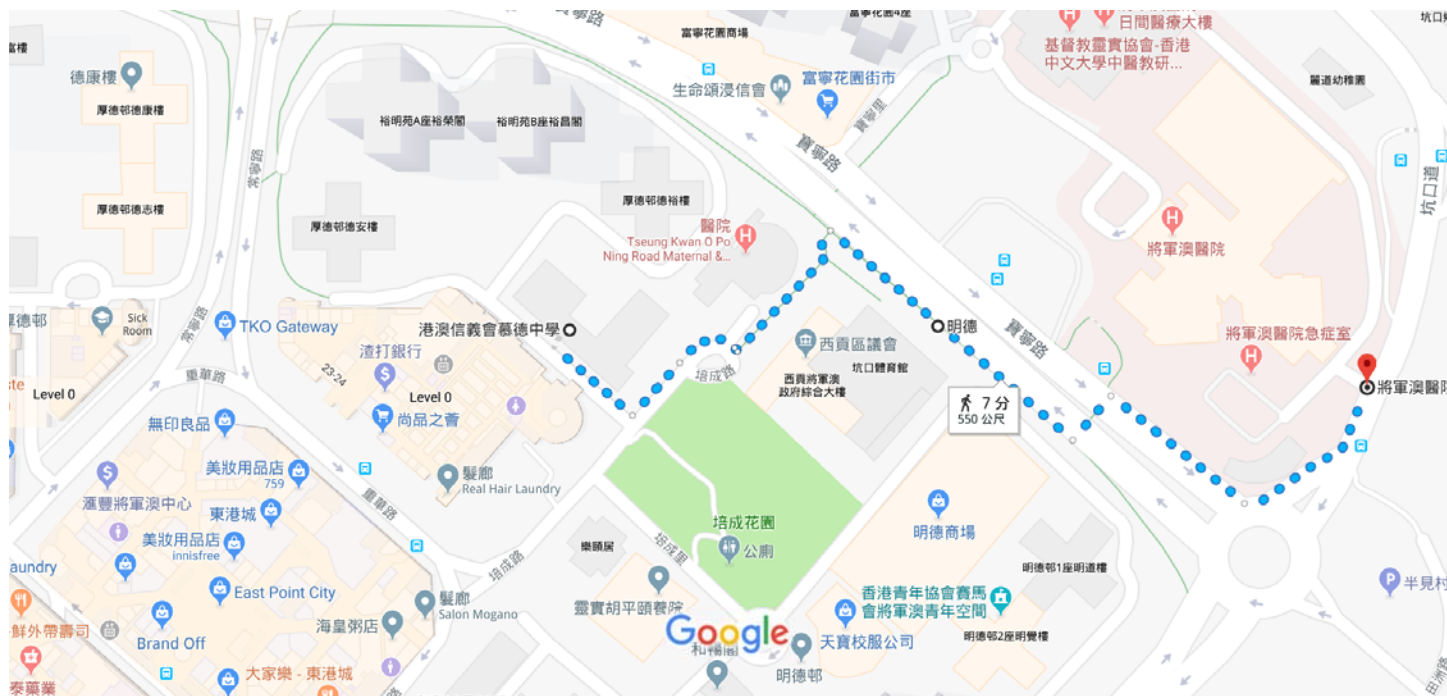 富寧花園商場
富寧花園4座
日間醫療大樓
基督教靈實協會-香港
中文大學中醫教研...
坑口
德康樓
厚德邨德康樓
生命頌浸信會
富寧花園街市
麗道幼稚園
裕明苑A座裕榮閣
裕明苑B座裕昌閣
寶寧里
寶寧路
常寧路
坑口道
厚德邨德志樓
厚德邨德裕樓
厚德邨德安樓
醫院
Tseung Kwan O Po
Ning Road Maternal &...
將軍澳醫院
厚德邨
Sick
Room
常寧路
TKO Gateway
港澳信義會慕德中學
明德
西貢區議會
坑口體育館
寶寧路
將軍澳醫院急症室
渣打銀行
23-24
重華路
培成路
西貢將軍澳
政府綜合大樓
Level 0
Level 0
7 分
550 公尺
將軍澳醫院
無印良品
尚品之薈
美妝用品店
759
髮廊
Real Hair Laundry
滙豐將軍澳中心
東港城
重華路
明德商場
培成花園
公廁
美妝用品店
innisfree
樂頤居
培成里
培成路
明德邨1座明道樓
aundry
East Point City
髮廊
Salon Mogano
靈實胡平頤養院
香港青年協會賽馬
會將軍澳青年空間
半見村
鮮外帶壽司
Brand Off
海皇粥店
Google
天寶校服公司
明德邨2座明覺樓
和暢園
明德邨
泰藥業
大家樂 - 東港城